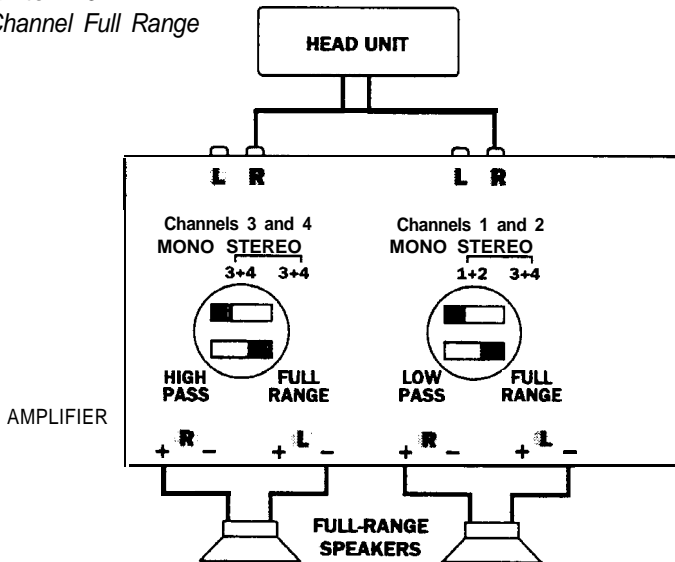 Channel Full Range
HEAD UNIT
L R L R
Channels 3 and 4 Channels 1 and 2
MONO STEREO MONO STEREO
3+4 3+4 1+2 3+4
HIGH PASS FULL RANGE LOW PASS FULL RANGE
AMPLIFIER
+ R − + L − + R − + L −
FULL-RANGE
SPEAKERS